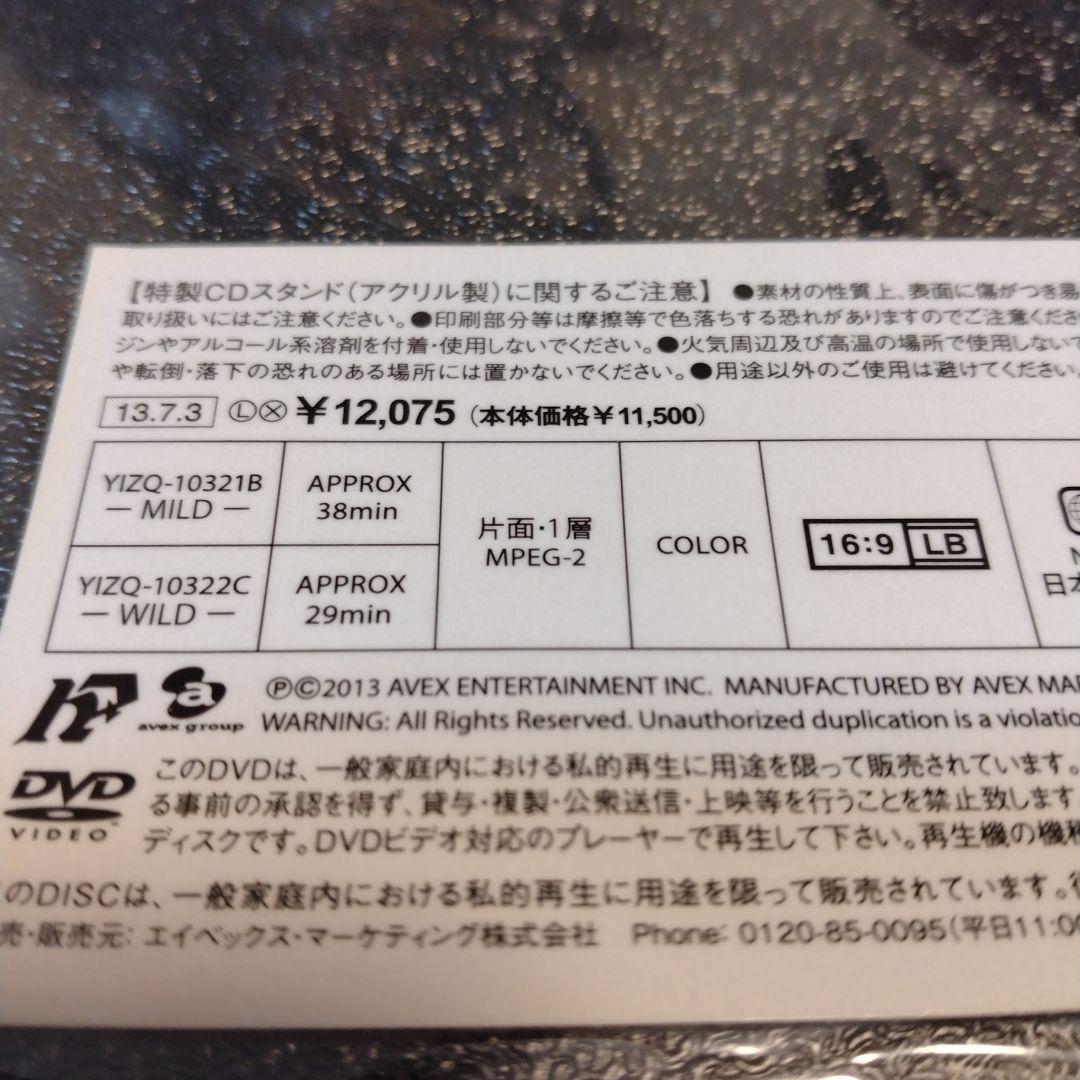 【特製CDスタンド(アクリル製)に関するご注意】 ●素材の性質上、表面に傷がつき易
取り扱いにはご注意ください。●印刷部分等は摩擦等で色落ちする恐れがありますのでご注意くださ
ジンやアルコール系溶剤を付着・使用しないでください。●火気周辺及び高温の場所で使用しないで
や転倒・落下の恐れのある場所には置かないでください。●用途以外のご使用は避けてください。
13.7.3 Ⓛⓧ ¥12,075 (本体価格¥11,500)
YIZQ-10321B
— MILD —
APPROX
38min
YIZQ-10322C
— WILD —
APPROX
29min
片面・1層
MPEG-2
COLOR
16:9 LB
日本
avex group
ⓅⒸ2013 AVEX ENTERTAINMENT INC. MANUFACTURED BY AVEX MAR
WARNING: All Rights Reserved. Unauthorized duplication is a violatio
DVD
VIDEO™
このDVDは、一般家庭内における私的再生に用途を限って販売されています。
る事前の承認を得ず、貸与・複製・公衆送信・上映等を行うことを禁止致します
ディスクです。DVDビデオ対応のプレーヤーで再生して下さい。再生機の機種
のDISCは、一般家庭内における私的再生に用途を限って販売されています。
売・販売元: エイベックス・マーケティング株式会社 Phone: 0120-85-0095(平日11:00